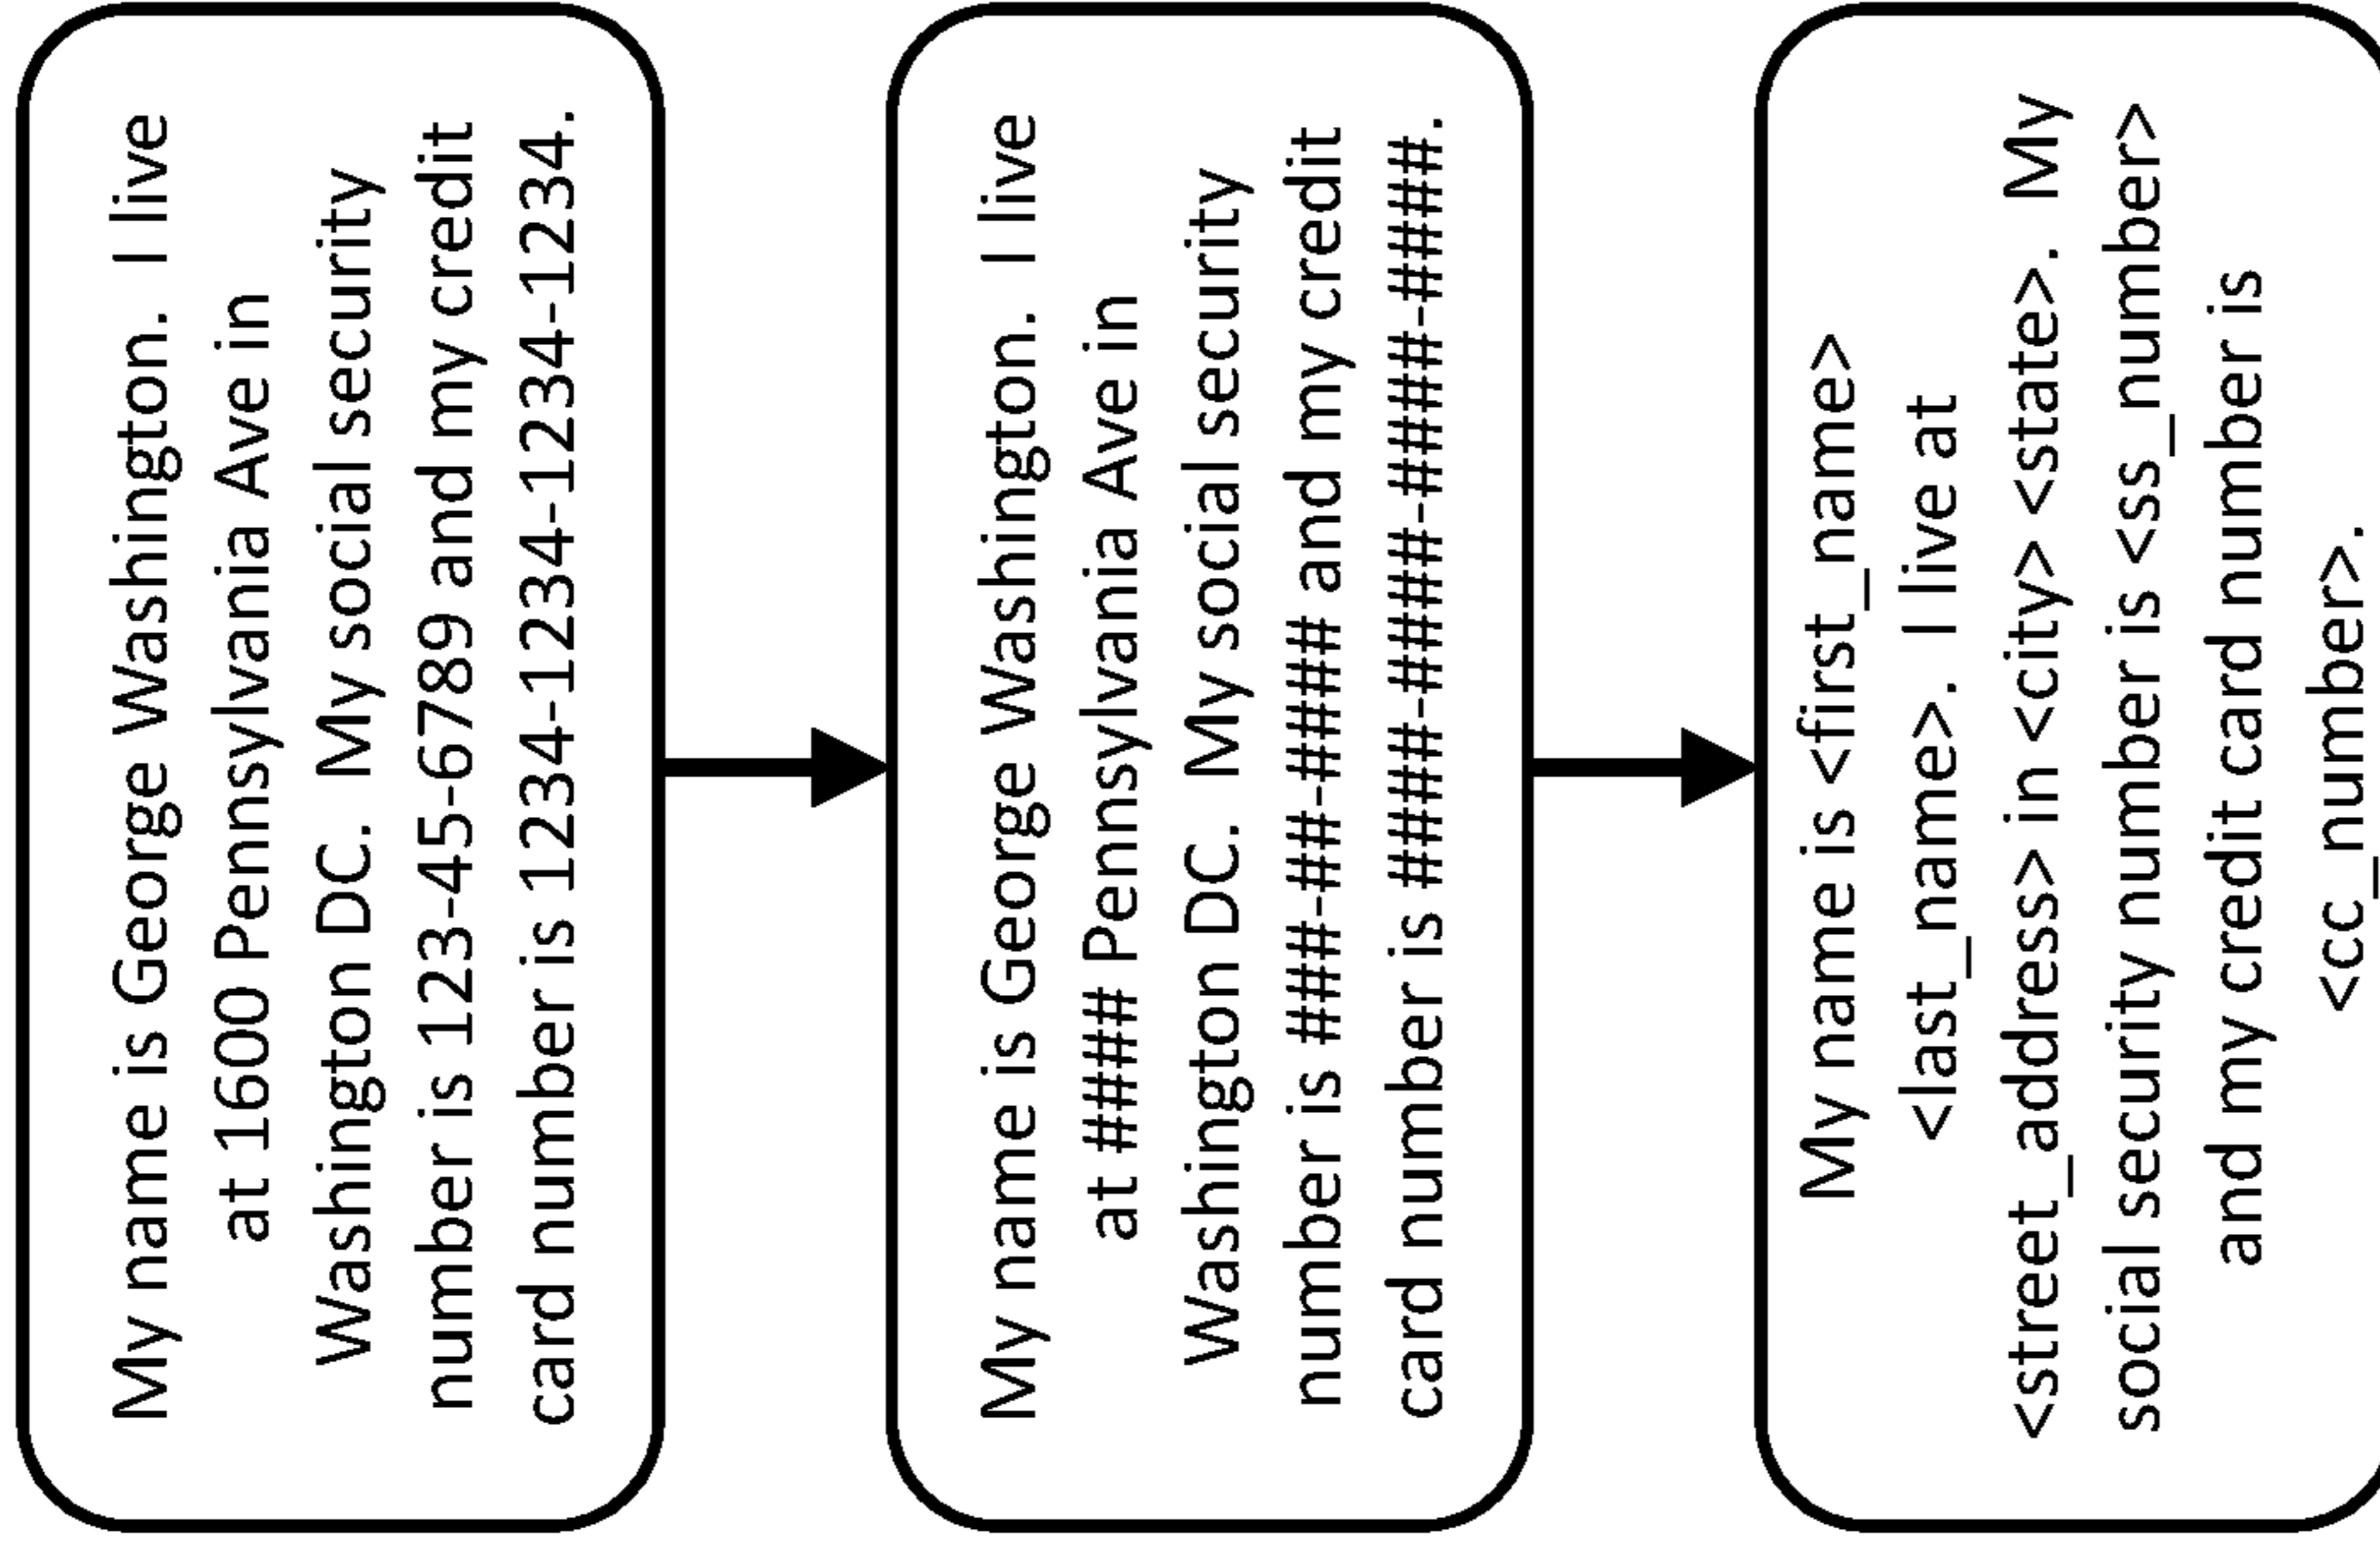 My name is George Washington.  I live
at 1600 Pennsylvania Ave in
Washington DC.  My social security
number is 123-45-6789 and my credit
card number is 1234-1234-1234-1234.
My name is George Washington.  I live
at #### Pennsylvania Ave in
Washington DC.  My social security
number is ###-##-#### and my credit
card number is ####-####-####-####.
My name is <first_name>
<last_name>. I live at
<street_address> in <city> <state>. My
social security number is <ss_number>
and my credit card number is
<cc_number>.